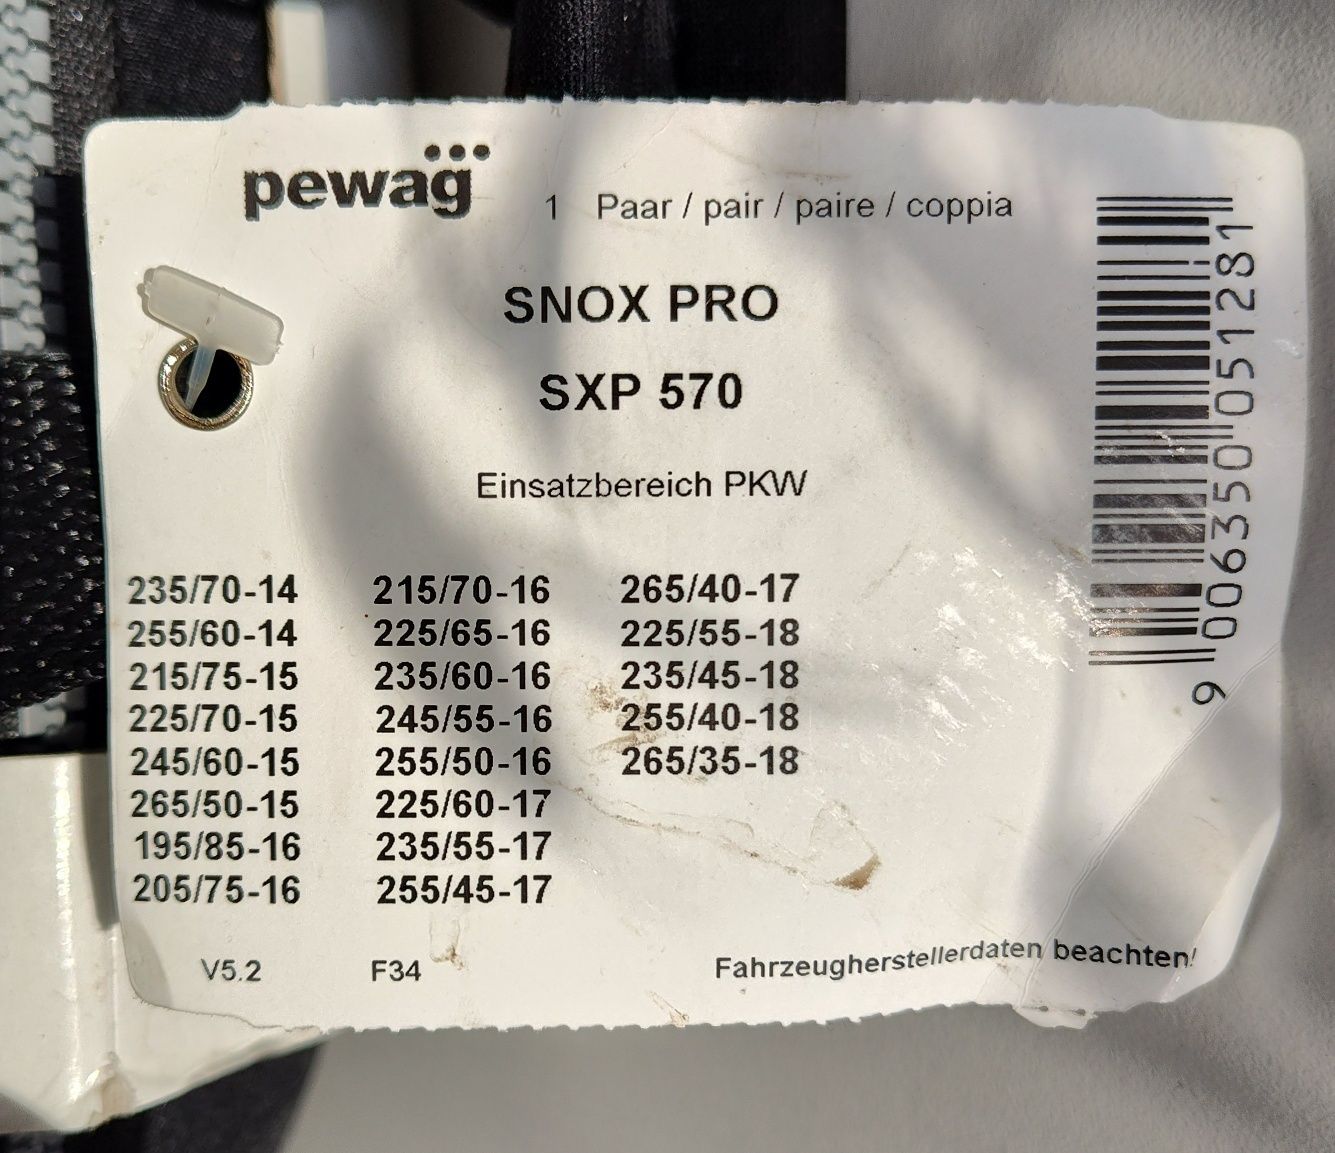 pewag
1 Paar / pair / paire / coppia
SNOX PRO
SXP 570
Einsatzbereich PKW
235/70-14 215/70-16 265/40-17
255/60-14 225/65-16 225/55-18
215/75-15 235/60-16 235/45-18
225/70-15 245/55-16 255/40-18
245/60-15 255/50-16 265/35-18
265/50-15 225/60-17
195/85-16 235/55-17
205/75-16 255/45-17
V5.2 F34 Fahrzeugherstellerdaten beachten!
9 006350 051281